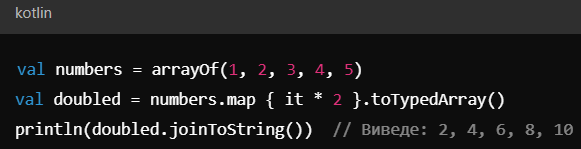 kotlin
val numbers = arrayOf(1, 2, 3, 4, 5)
val doubled = numbers.map { it * 2 }.toTypedArray()
println(doubled.joinToString())  // Виведе: 2, 4, 6, 8, 10